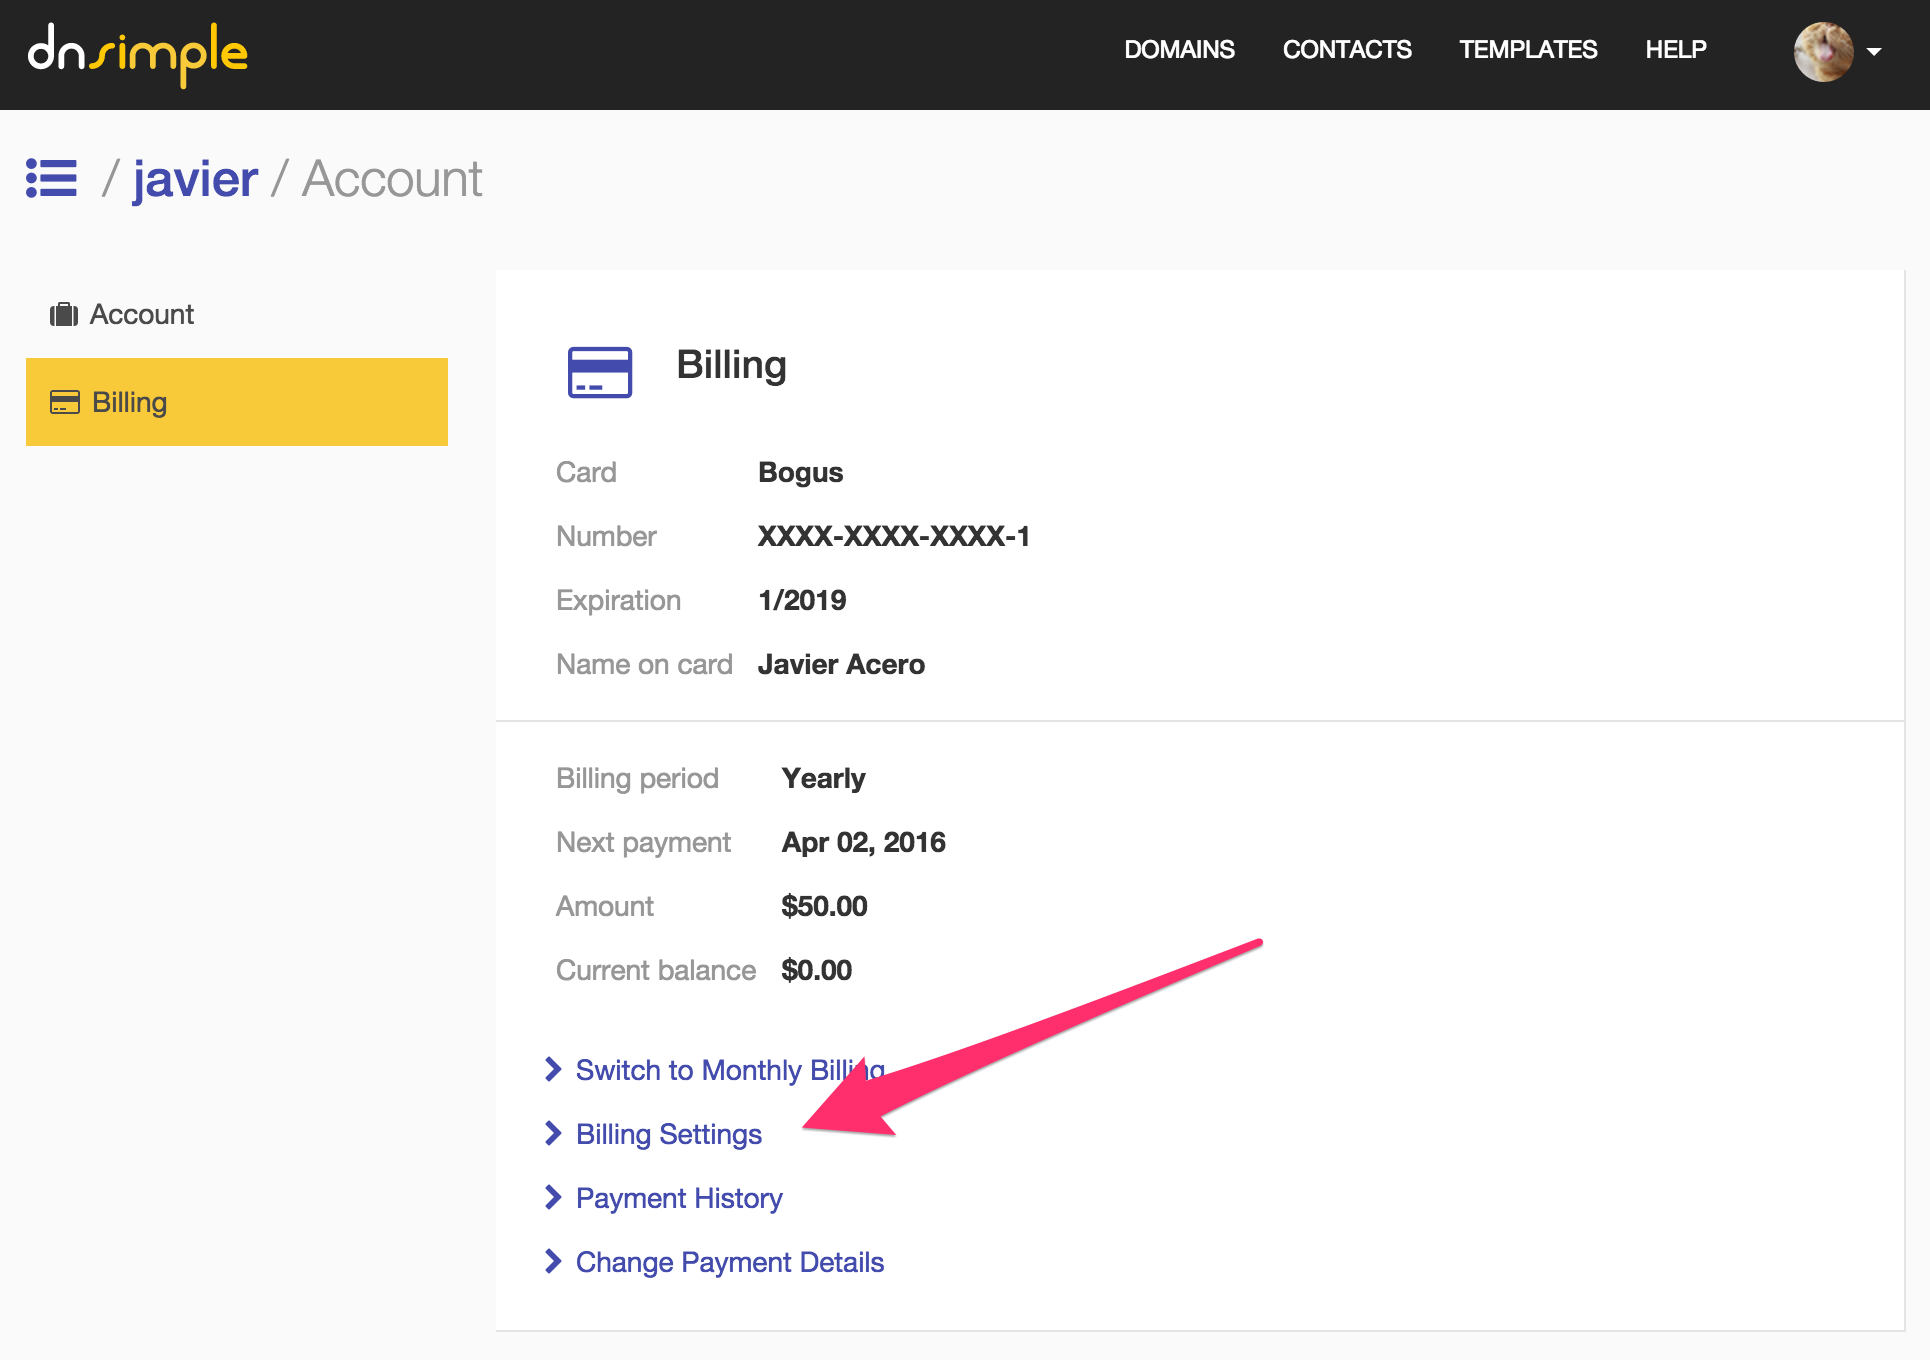 dnsimple DOMAINS CONTACTS TEMPLATES HELP
/ javier / Account
Account
Billing
Billing
Card Bogus
Number XXXX-XXXX-XXXX-1
Expiration 1/2019
Name on card Javier Acero
Billing period Yearly
Next payment Apr 02, 2016
Amount $50.00
Current balance $0.00
Switch to Monthly Billing
Billing Settings
Payment History
Change Payment Details